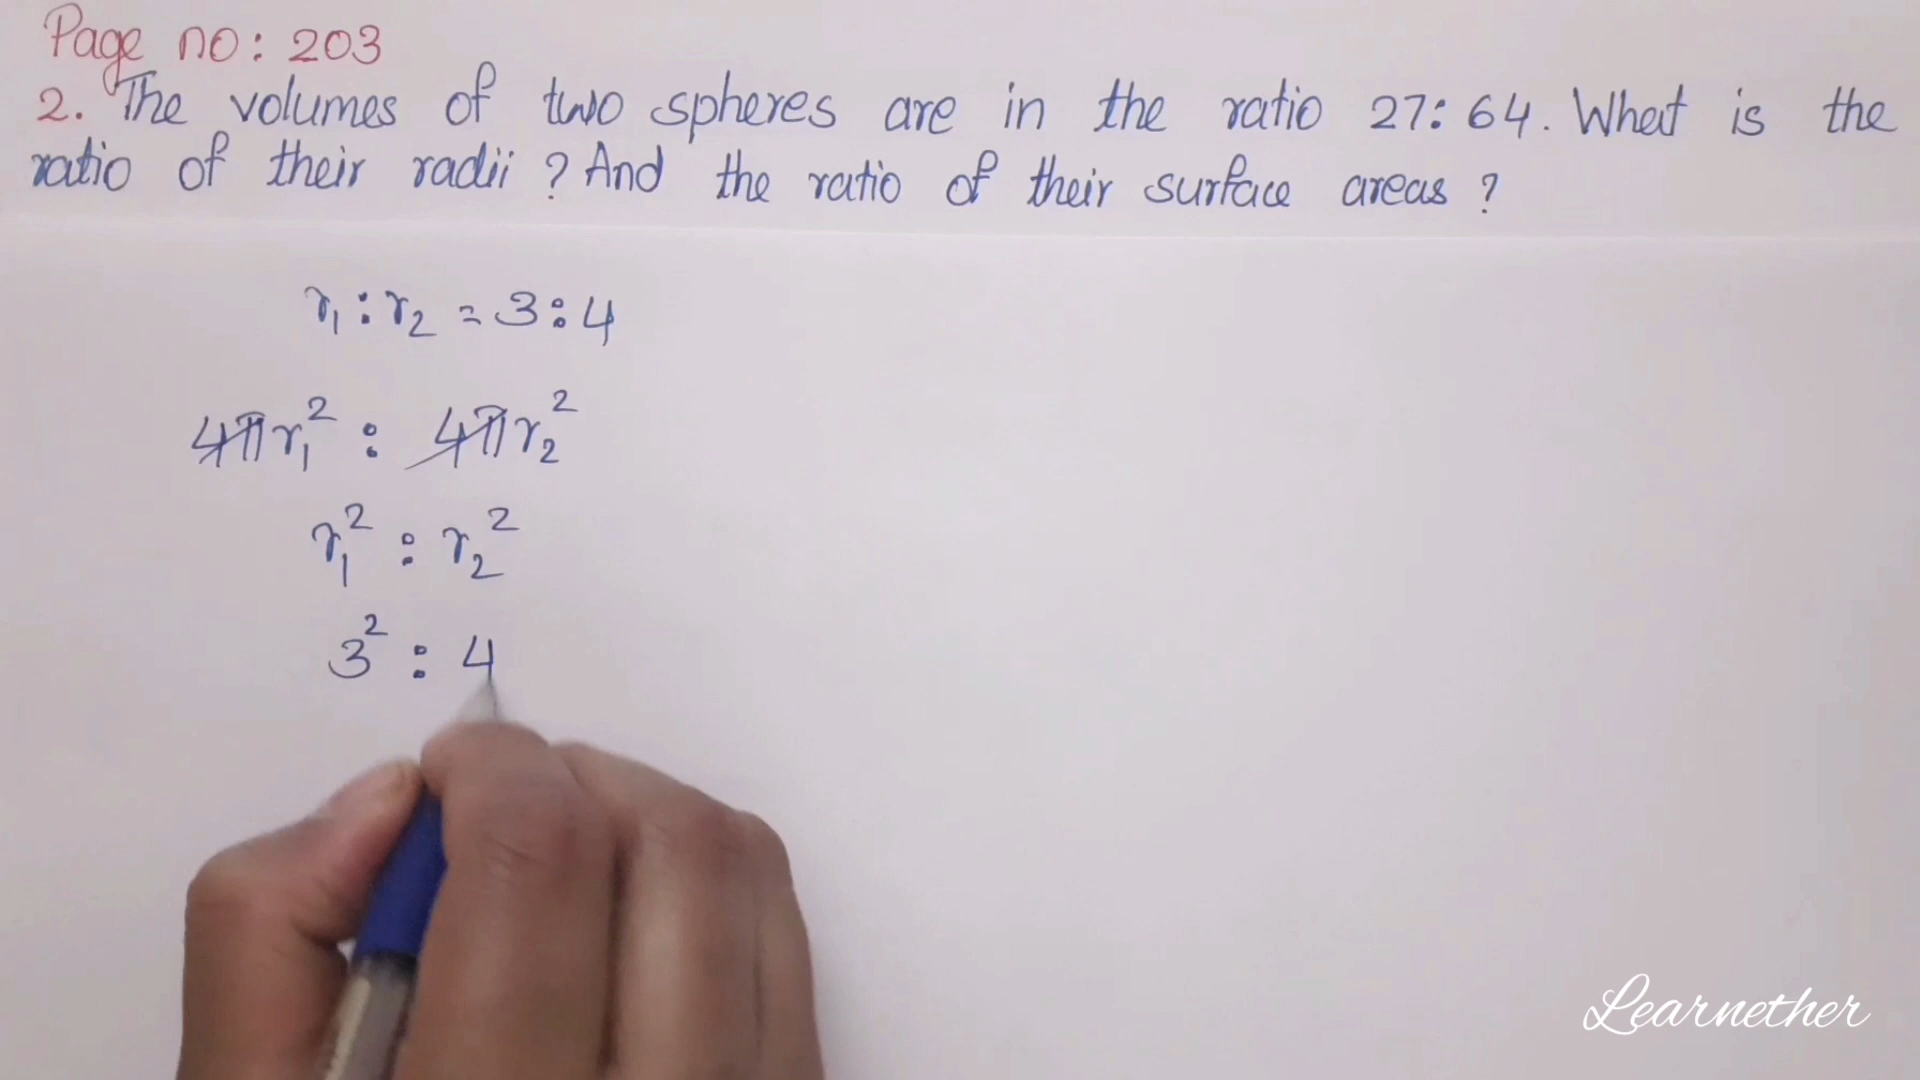 Page no: 203
2. The volumes of two spheres are in the ratio 27:64. What is the
ratio of their radii? And the ratio of their surface areas?
r₁ : r₂ = 3:4
4πr₁² : 4πr₂²
r₁² : r₂²
3² : 4
Learnether